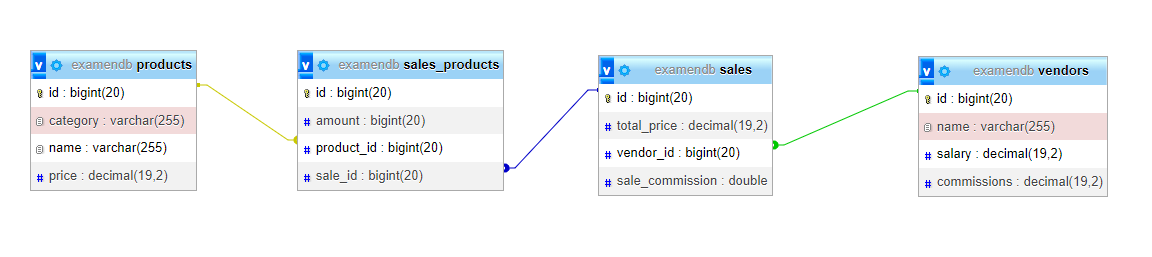 examendb products
id : bigint(20)
category : varchar(255)
name : varchar(255)
price : decimal(19,2)
examendb sales_products
id : bigint(20)
amount : bigint(20)
product_id : bigint(20)
sale_id : bigint(20)
examendb sales
id : bigint(20)
total_price : decimal(19,2)
vendor_id : bigint(20)
sale_commission : double
examendb vendors
id : bigint(20)
name : varchar(255)
salary : decimal(19,2)
commissions : decimal(19,2)